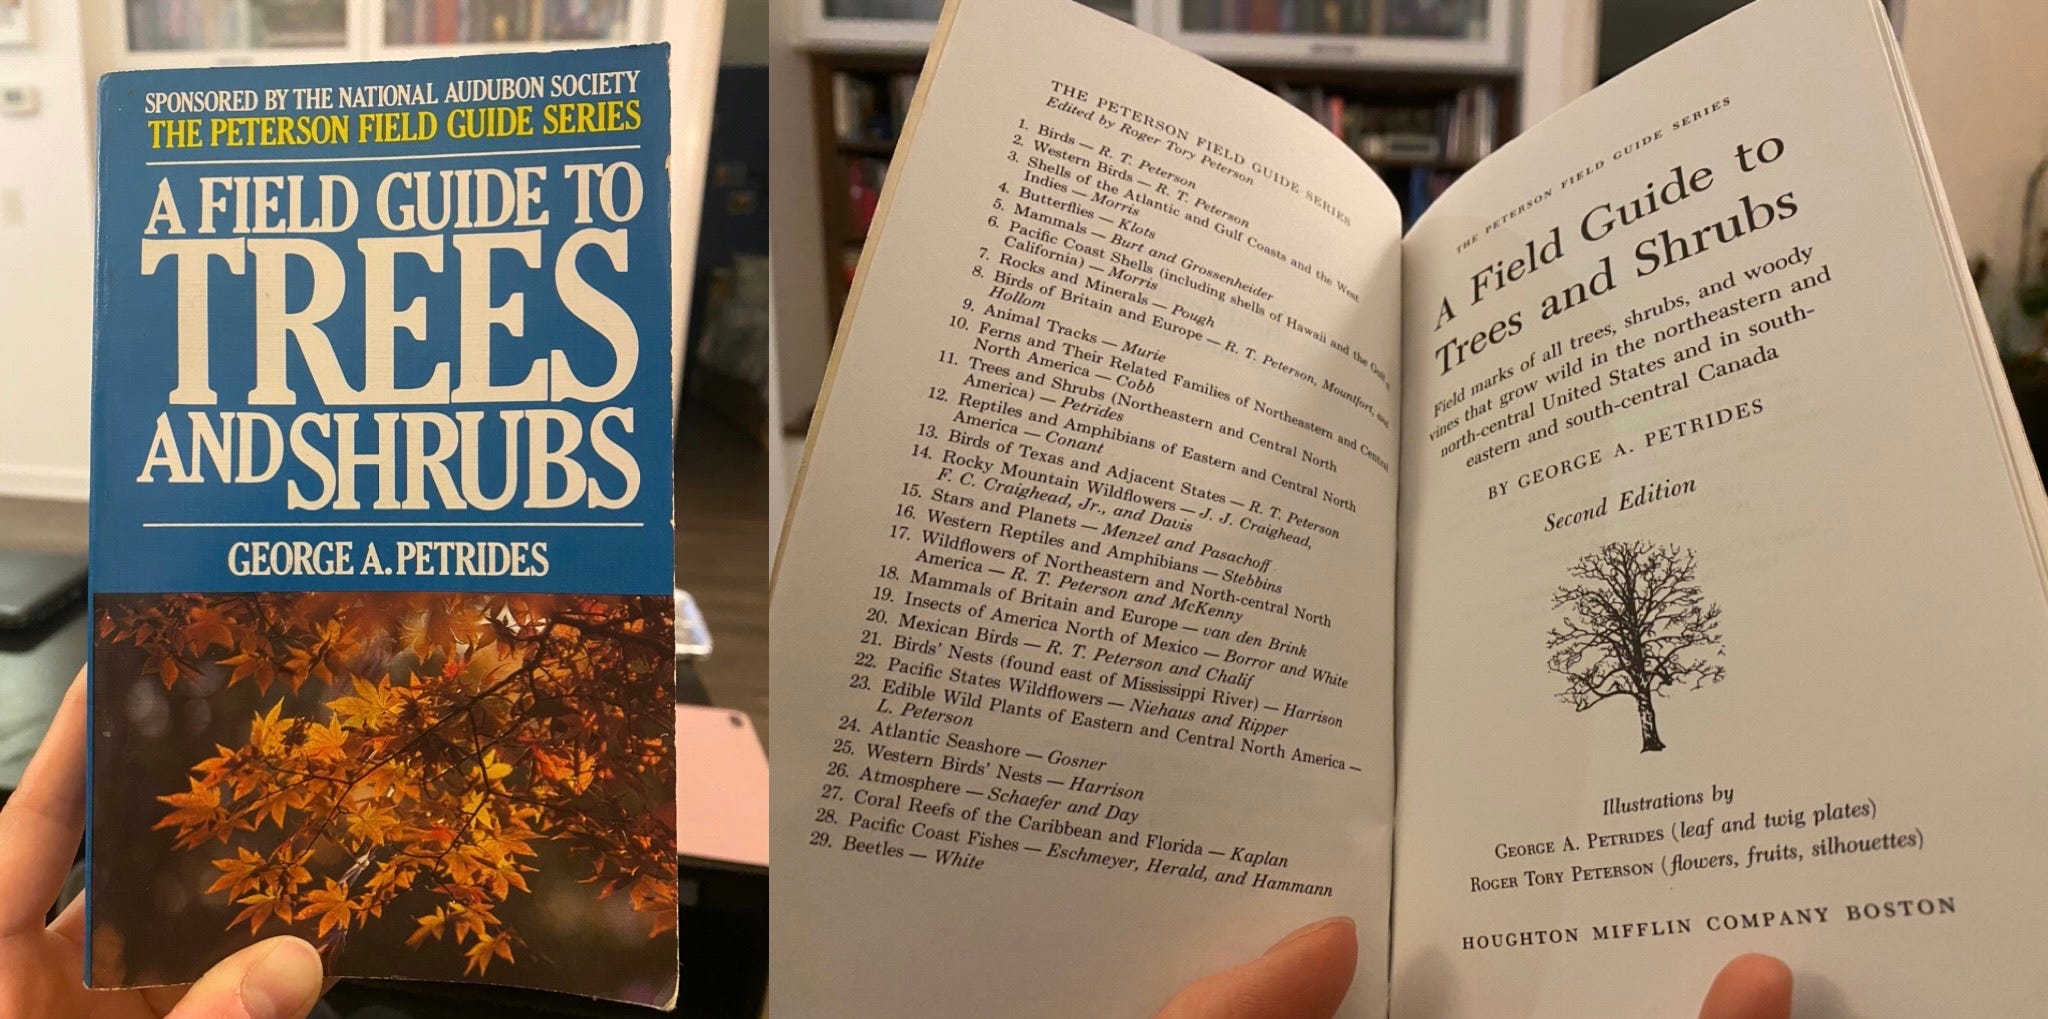 SPONSORED BY THE NATIONAL AUDUBON SOCIETY
THE PETERSON FIELD GUIDE SERIES
A FIELD GUIDE TO
TREES
AND SHRUBS
GEORGE A. PETRIDES
THE PETERSON FIELD GUIDE SERIES
Edited by Roger Tory Peterson
1. Birds — R. T. Peterson
2. Western Birds — R. T. Peterson
3. Shells of the Atlantic and Gulf Coasts and the West
Indies — Morris
4. Butterflies — Klots
5. Mammals — Burt and Grossenheider
6. Pacific Coast Shells (including shells of Hawaii and the Gulf of
California) — Morris
7. Rocks and Minerals — Pough
8. Birds of Britain and Europe — R. T. Peterson, Mountfort, and
Hollom
9. Animal Tracks — Murie
10. Ferns and Their Related Families of Northeastern and Central
North America — Cobb
11. Trees and Shrubs (Northeastern and Central North
America) — Petrides
12. Reptiles and Amphibians of Eastern and Central North
America — Conant
13. Birds of Texas and Adjacent States — R. T. Peterson
14. Rocky Mountain Wildflowers — J. J. Craighead,
F. C. Craighead, Jr., and Davis
15. Stars and Planets — Menzel and Pasachoff
16. Western Reptiles and Amphibians — Stebbins
17. Wildflowers of Northeastern and North-central North
America — R. T. Peterson and McKenny
18. Mammals of Britain and Europe — van den Brink
19. Insects of America North of Mexico — Borror and White
20. Mexican Birds — R. T. Peterson and Chalif
21. Birds' Nests (found east of Mississippi River) — Harrison
22. Pacific States Wildflowers — Niehaus and Ripper
23. Edible Wild Plants of Eastern and Central North America —
L. Peterson
24. Atlantic Seashore — Gosner
25. Western Birds' Nests — Harrison
26. Atmosphere — Schaefer and Day
27. Coral Reefs of the Caribbean and Florida — Kaplan
28. Pacific Coast Fishes — Eschmeyer, Herald, and Hammann
29. Beetles — White
THE PETERSON FIELD GUIDE SERIES
A Field Guide to
Trees and Shrubs
Field marks of all trees, shrubs, and woody
vines that grow wild in the northeastern and
north-central United States and in south-
eastern and south-central Canada
BY GEORGE A. PETRIDES
Second Edition
Illustrations by
GEORGE A. PETRIDES (leaf and twig plates)
ROGER TORY PETERSON (flowers, fruits, silhouettes)
HOUGHTON MIFFLIN COMPANY BOSTON